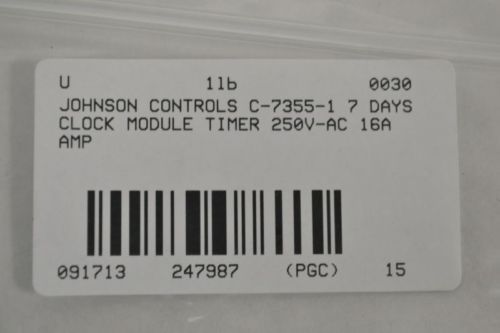 U 1lb 0030
JOHNSON CONTROLS C-7355-1 7 DAYS
CLOCK MODULE TIMER 250V-AC 16A
AMP
091713 247987 (PGC) 15